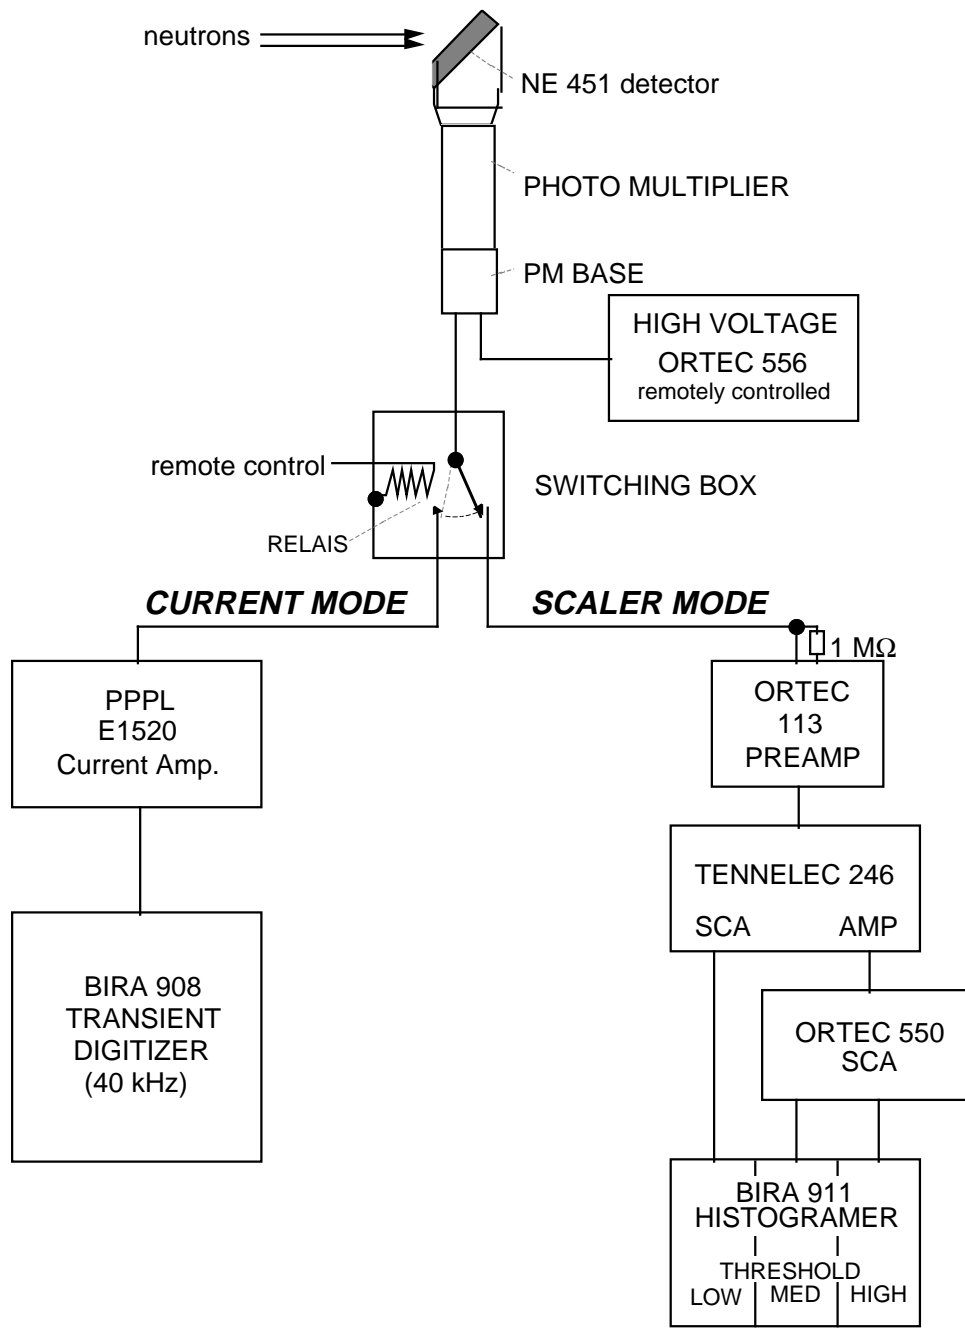 neutrons
NE 451 detector
PHOTO MULTIPLIER
PM BASE
HIGH VOLTAGE
ORTEC 556
remotely controlled
remote control
SWITCHING BOX
RELAIS
CURRENT MODE
SCALER MODE
1 MΩ
PPPL
E1520
Current Amp.
ORTEC
113
PREAMP
TENNELEC 246
SCA AMP
BIRA 908
TRANSIENT
DIGITIZER
(40 kHz)
ORTEC 550
SCA
BIRA 911
HISTOGRAMER
THRESHOLD
LOW MED HIGH